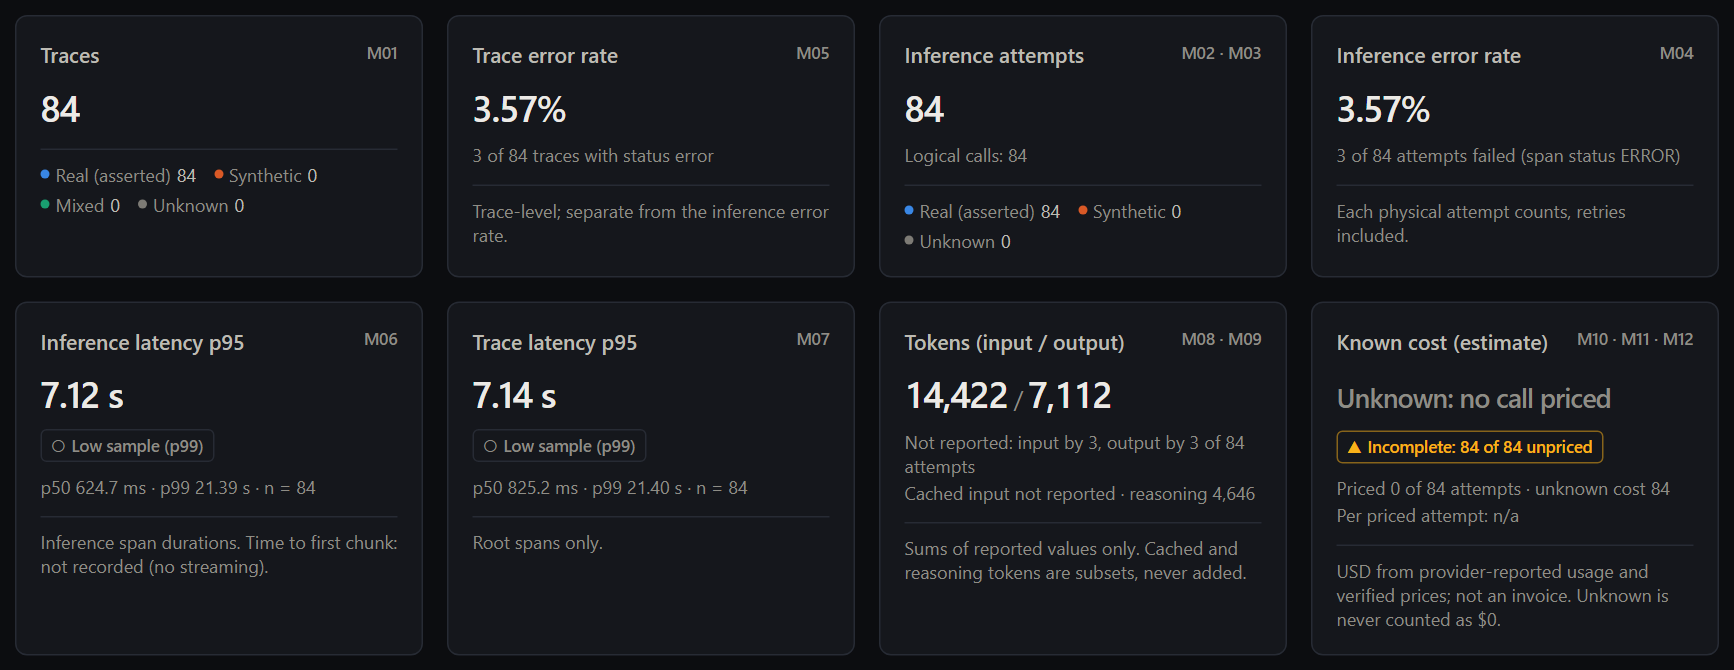 Traces M01
84
Real (asserted) 84 Synthetic 0
Mixed 0 Unknown 0
Trace error rate M05
3.57%
3 of 84 traces with status error
Trace-level; separate from the inference error
rate.
Inference attempts M02 · M03
84
Logical calls: 84
Real (asserted) 84 Synthetic 0
Unknown 0
Inference error rate M04
3.57%
3 of 84 attempts failed (span status ERROR)
Each physical attempt counts, retries
included.
Inference latency p95 M06
7.12 s
Low sample (p99)
p50 624.7 ms · p99 21.39 s · n = 84
Inference span durations. Time to first chunk:
not recorded (no streaming).
Trace latency p95 M07
7.14 s
Low sample (p99)
p50 825.2 ms · p99 21.40 s · n = 84
Root spans only.
Tokens (input / output) M08 · M09
14,422 / 7,112
Not reported: input by 3, output by 3 of 84
attempts
Cached input not reported · reasoning 4,646
Sums of reported values only. Cached and
reasoning tokens are subsets, never added.
Known cost (estimate) M10 · M11 · M12
Unknown: no call priced
Incomplete: 84 of 84 unpriced
Priced 0 of 84 attempts · unknown cost 84
Per priced attempt: n/a
USD from provider-reported usage and
verified prices; not an invoice. Unknown is
never counted as $0.